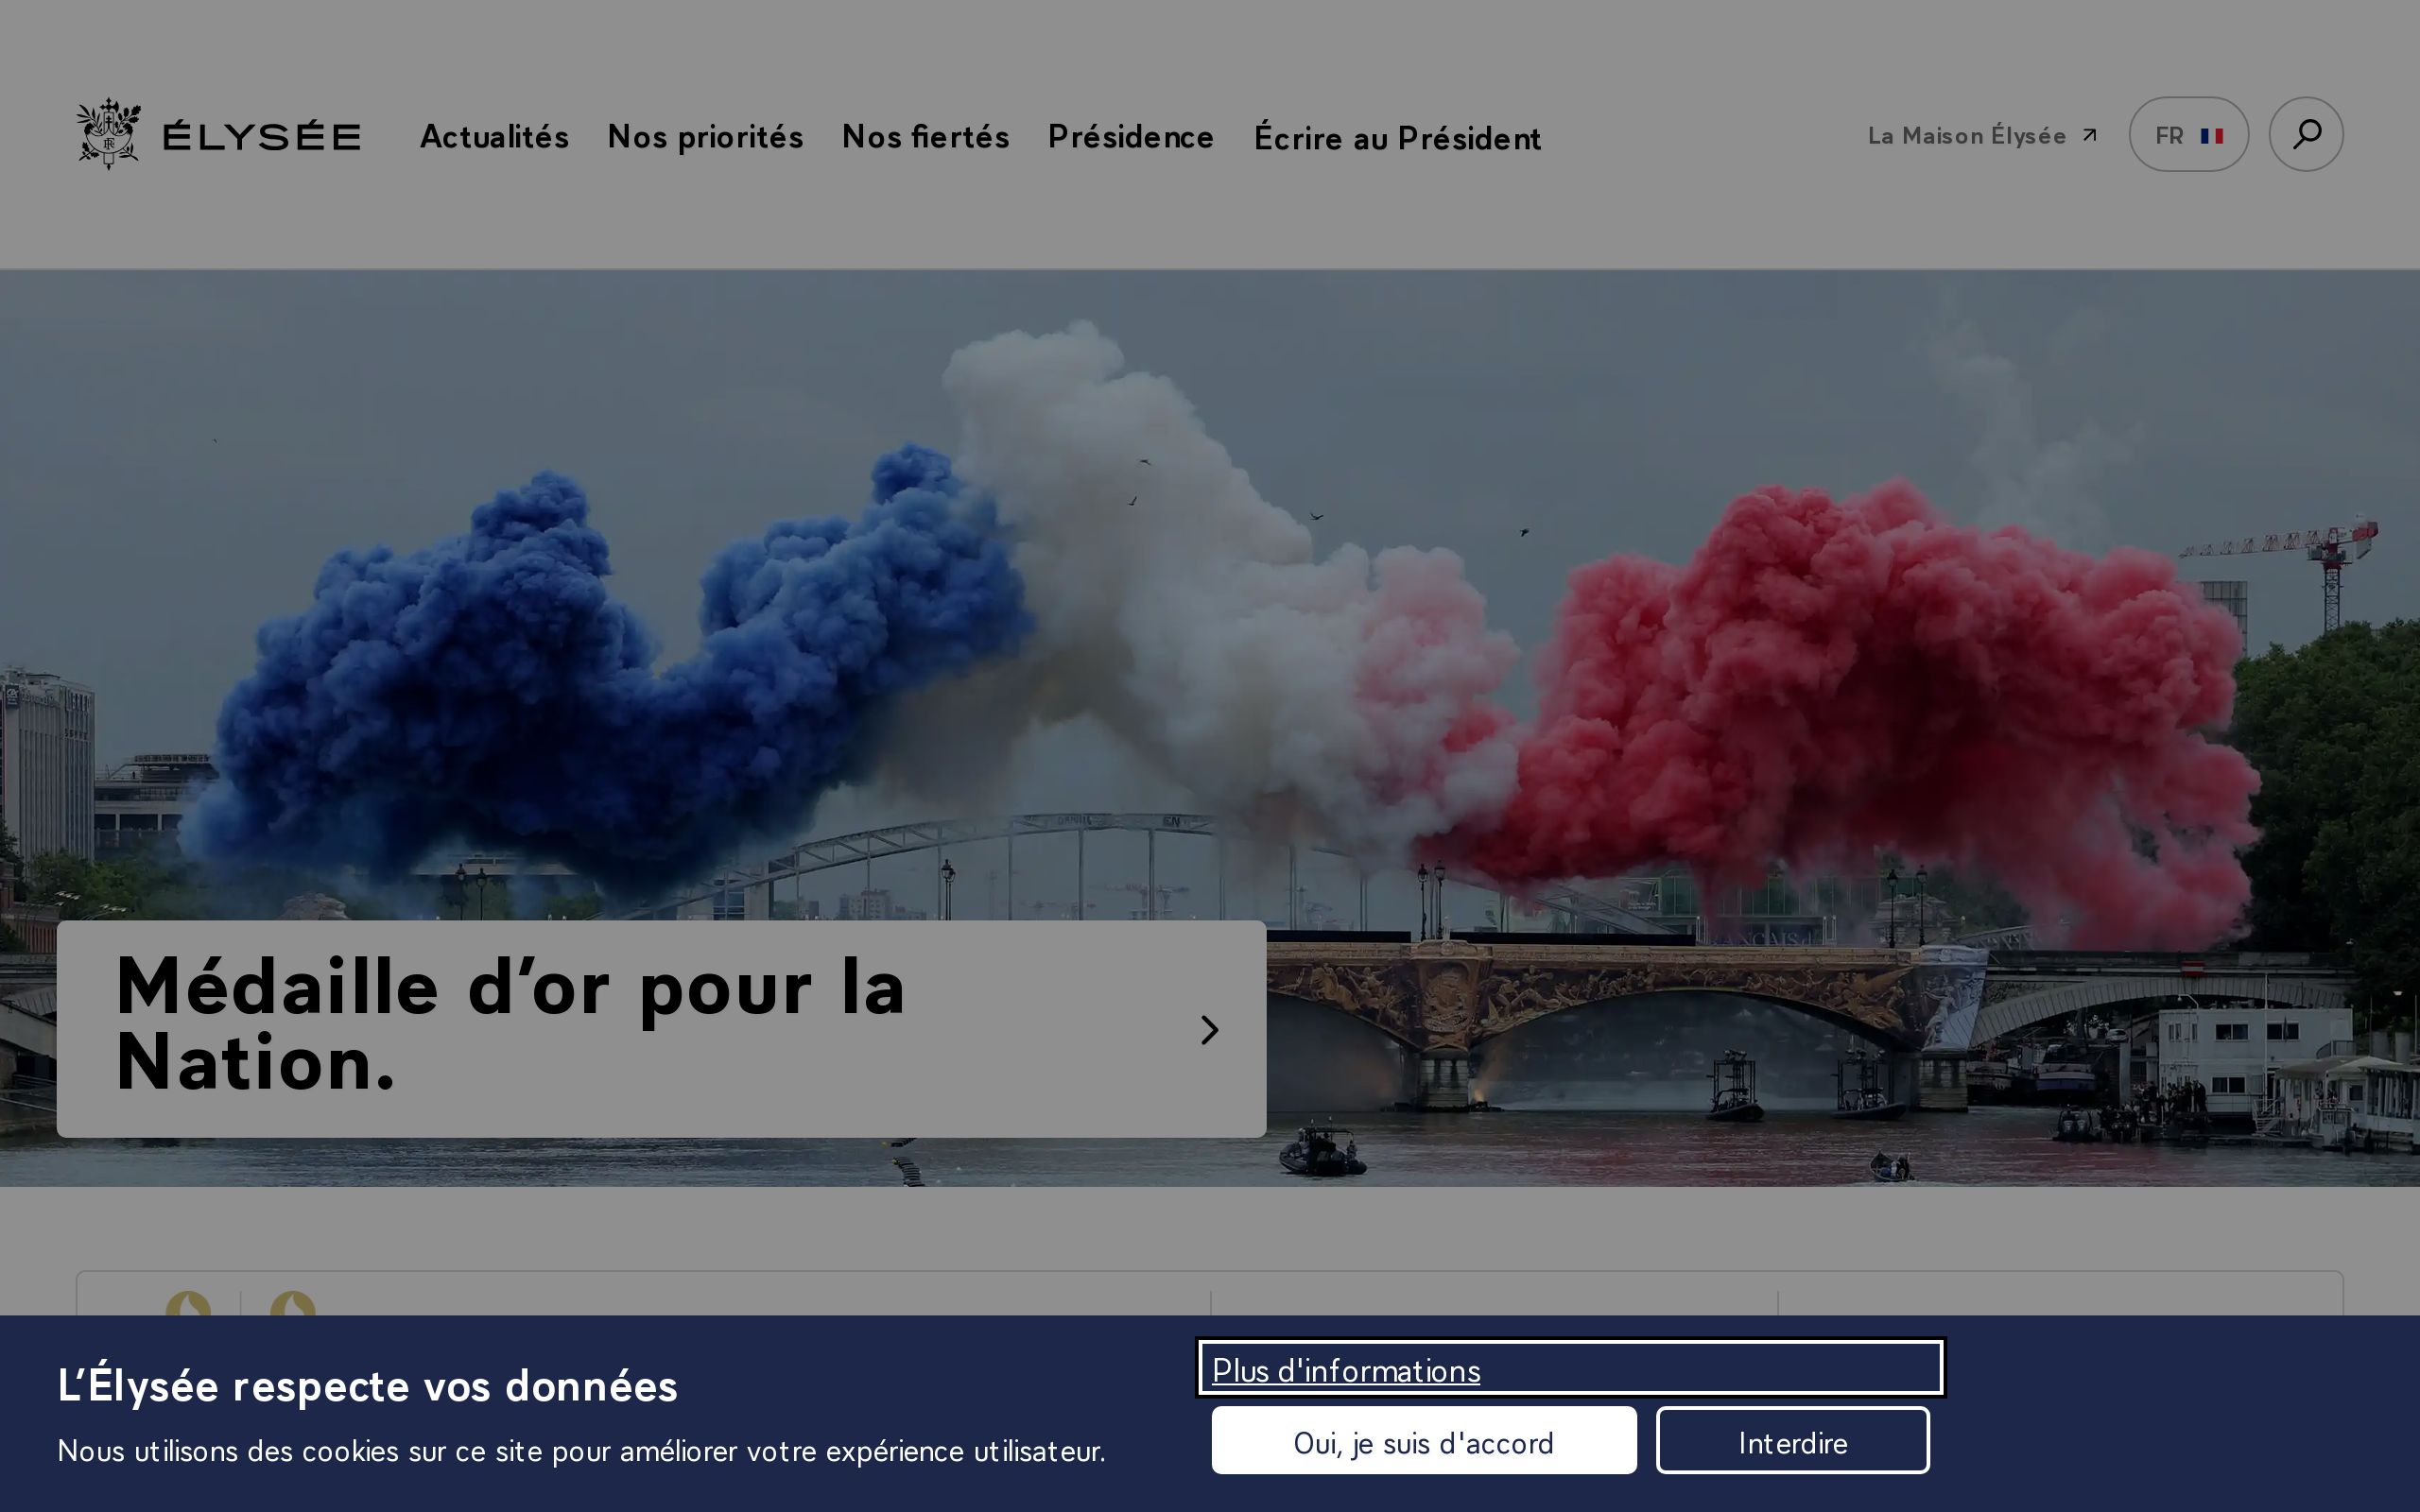 ÉLYSÉE
Actualités
Nos priorités
Nos fiertés
Présidence
Écrire au Président
La Maison Élysée
FR
Médaille d’or pour la
Nation.
L’Élysée respecte vos données
Nous utilisons des cookies sur ce site pour améliorer votre expérience utilisateur.
Plus d'informations
Oui, je suis d'accord
Interdire